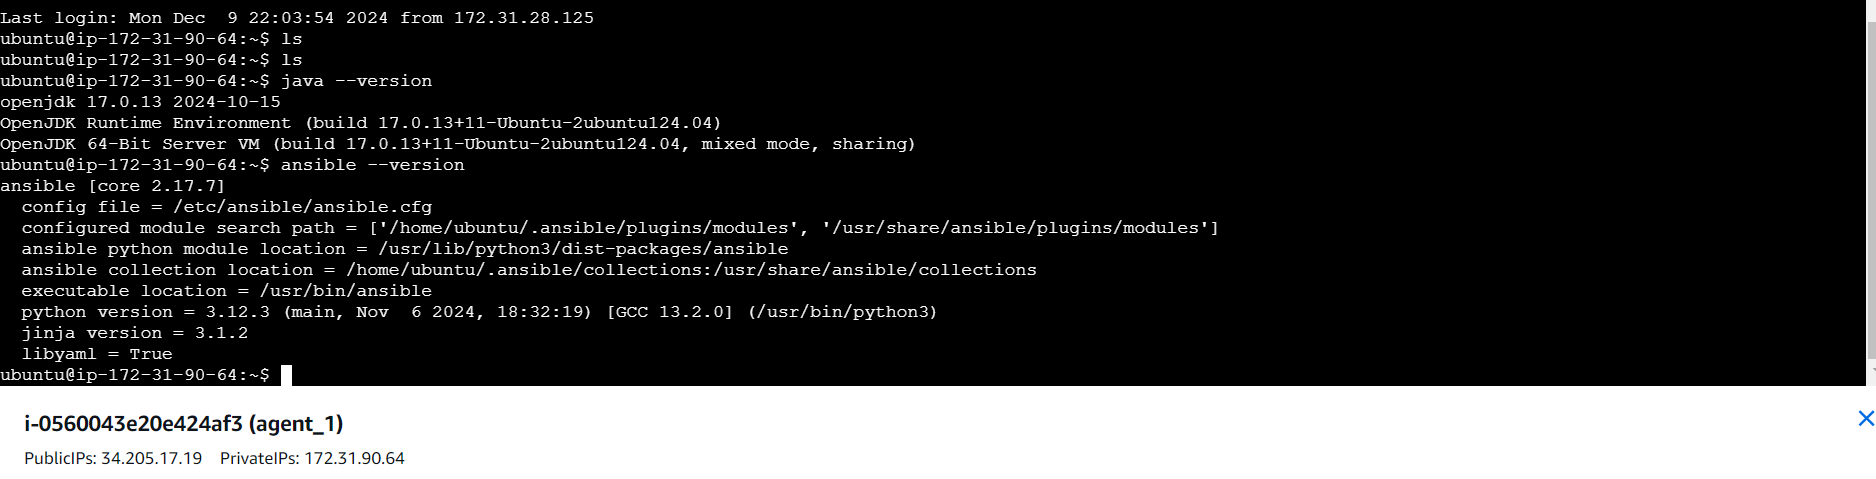 Last login: Mon Dec  9 22:03:54 2024 from 172.31.28.125
ubuntu@ip-172-31-90-64:~$ ls
ubuntu@ip-172-31-90-64:~$ ls
ubuntu@ip-172-31-90-64:~$ java --version
openjdk 17.0.13 2024-10-15
OpenJDK Runtime Environment (build 17.0.13+11-Ubuntu-2ubuntu124.04)
OpenJDK 64-Bit Server VM (build 17.0.13+11-Ubuntu-2ubuntu124.04, mixed mode, sharing)
ubuntu@ip-172-31-90-64:~$ ansible --version
ansible [core 2.17.7]
  config file = /etc/ansible/ansible.cfg
  configured module search path = ['/home/ubuntu/.ansible/plugins/modules', '/usr/share/ansible/plugins/modules']
  ansible python module location = /usr/lib/python3/dist-packages/ansible
  ansible collection location = /home/ubuntu/.ansible/collections:/usr/share/ansible/collections
  executable location = /usr/bin/ansible
  python version = 3.12.3 (main, Nov  6 2024, 18:32:19) [GCC 13.2.0] (/usr/bin/python3)
  jinja version = 3.1.2
  libyaml = True
ubuntu@ip-172-31-90-64:~$
i-0560043e20e424af3 (agent_1)
PublicIPs: 34.205.17.19 PrivateIPs: 172.31.90.64